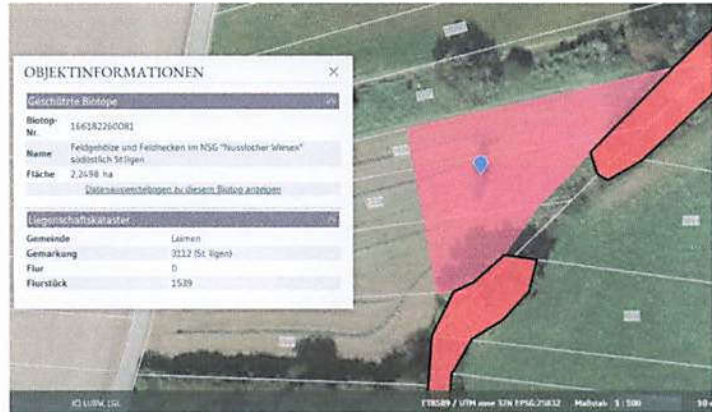 OBJEKTINFORMATIONEN
Geschützte Biotope
Biotop-Nr. 166182260081
Name Feldgehölze und Feldhecken im NSG "Nusslocher Wiesen"
südöstlich St.Ilgen
Fläche 2,2498 ha
Datenauswertebogen zu diesem Biotop anzeigen
Liegenschaftskataster
Gemeinde Leimen
Gemarkung 3112 (St. Ilgen)
Flur 0
Flurstück 1539
(C) LUBW, LGL
ETRS89 / UTM zone 32N EPSG:25832 Maßstab 1 : 500 10